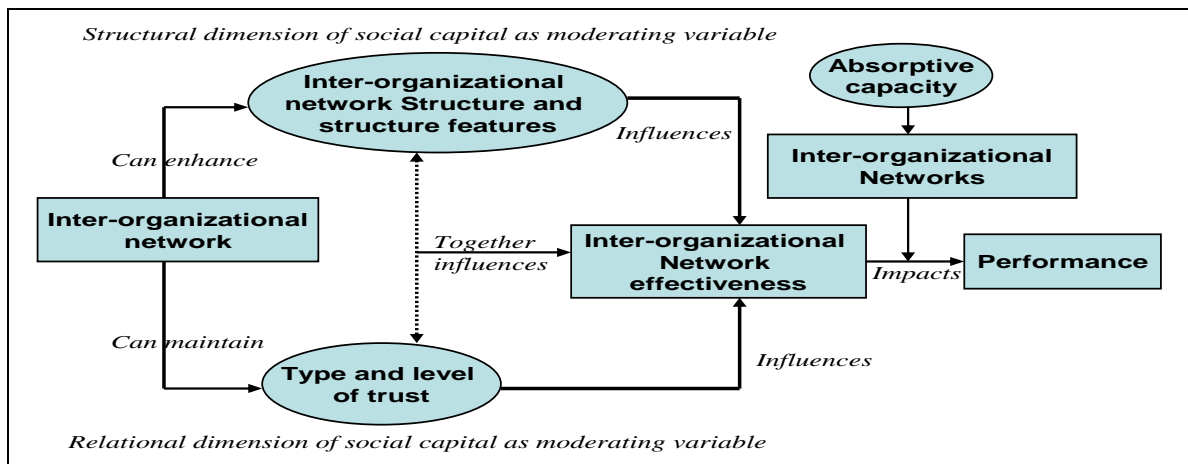 Structural dimension of social capital as moderating variable
Inter-organizational
network Structure and
structure features
Absorptive
capacity
Influences
Can enhance
Inter-organizational
Networks
Inter-organizational
network
Together
influences
Inter-organizational
Network
effectiveness
Impacts
Performance
Can maintain
Type and level
of trust
Influences
Relational dimension of social capital as moderating variable